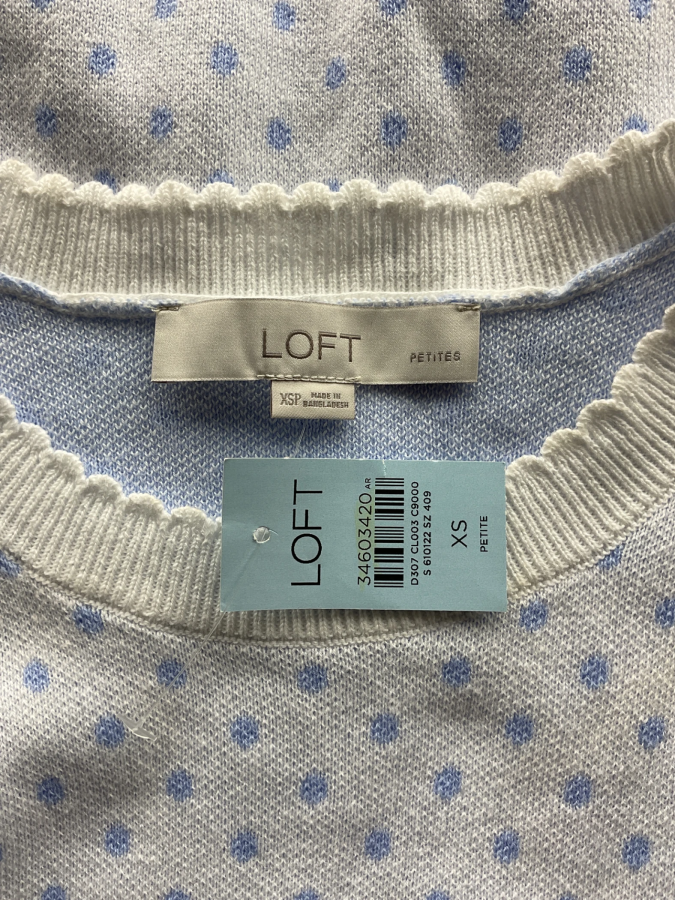 LOFT PETITES
XSP MADE IN
BANGLADESH
LOFT
34603420 AR
D307 CL003 C9000
S 610122 SZ 409
XS
PETITE